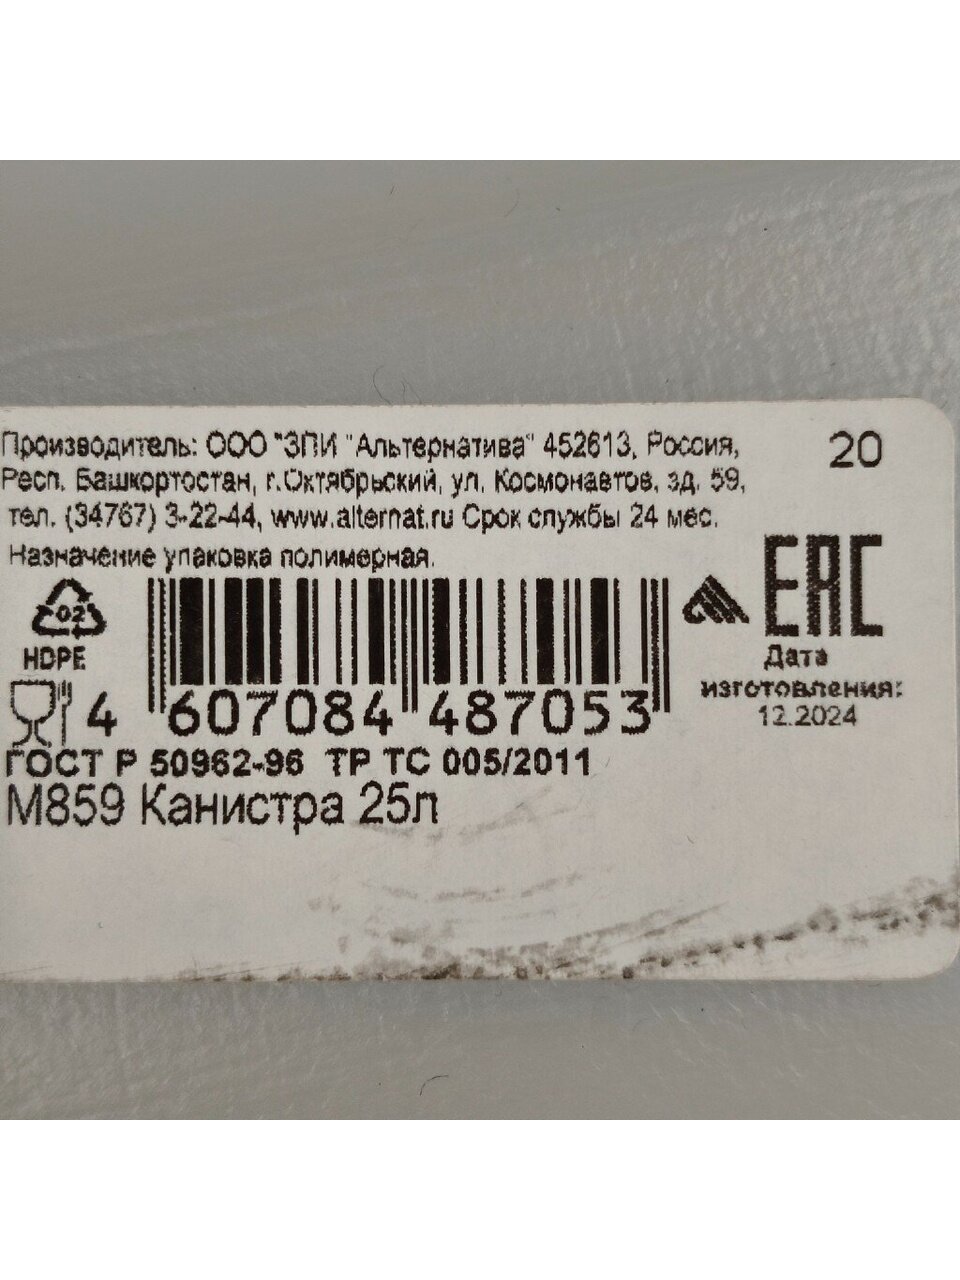 Производитель: ООО "ЗПИ "Альтернатива" 452613, Россия,
20
Респ. Башкортостан, г.Октябрьский, ул. Космонавтов, зд. 59,
тел. (34767) 3-22-44, www.alternat.ru Срок службы 24 мес.
Назначение упаковка полимерная.
EAC
02
HDPE
Дата
изготовления:
12.2024
4 607084 487053
ГОСТ Р 50962-96 ТР ТС 005/2011
М859 Канистра 25л